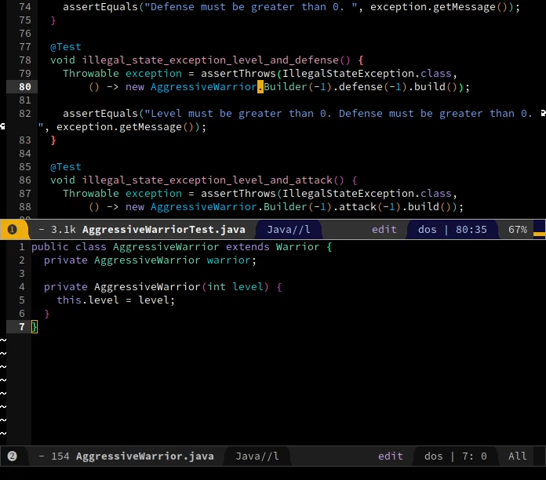 74 assertEquals("Defense must be greater than 0. ", exception.getMessage());
75 }
76
77 @Test
78 void illegal_state_exception_level_and_defense() {
79 Throwable exception = assertThrows(IllegalStateException.class,
80 () -> new AggressiveWarrior.Builder(-1).defense(-1).build());
81
82 assertEquals("Level must be greater than 0. Defense must be greater than 0.
", exception.getMessage());
83 }
84
85 @Test
86 void illegal_state_exception_level_and_attack() {
87 Throwable exception = assertThrows(IllegalStateException.class,
88 () -> new AggressiveWarrior.Builder(-1).attack(-1).build());
1 - 3.1k AggressiveWarriorTest.java Java//l edit dos | 80:35 67%
1 public class AggressiveWarrior extends Warrior {
2 private AggressiveWarrior warrior;
3
4 private AggressiveWarrior(int level) {
5 this.level = level;
6 }
7 }
~
~
~
~
~
~
~
~
2 - 154 AggressiveWarrior.java Java//l edit dos | 7: 0 All